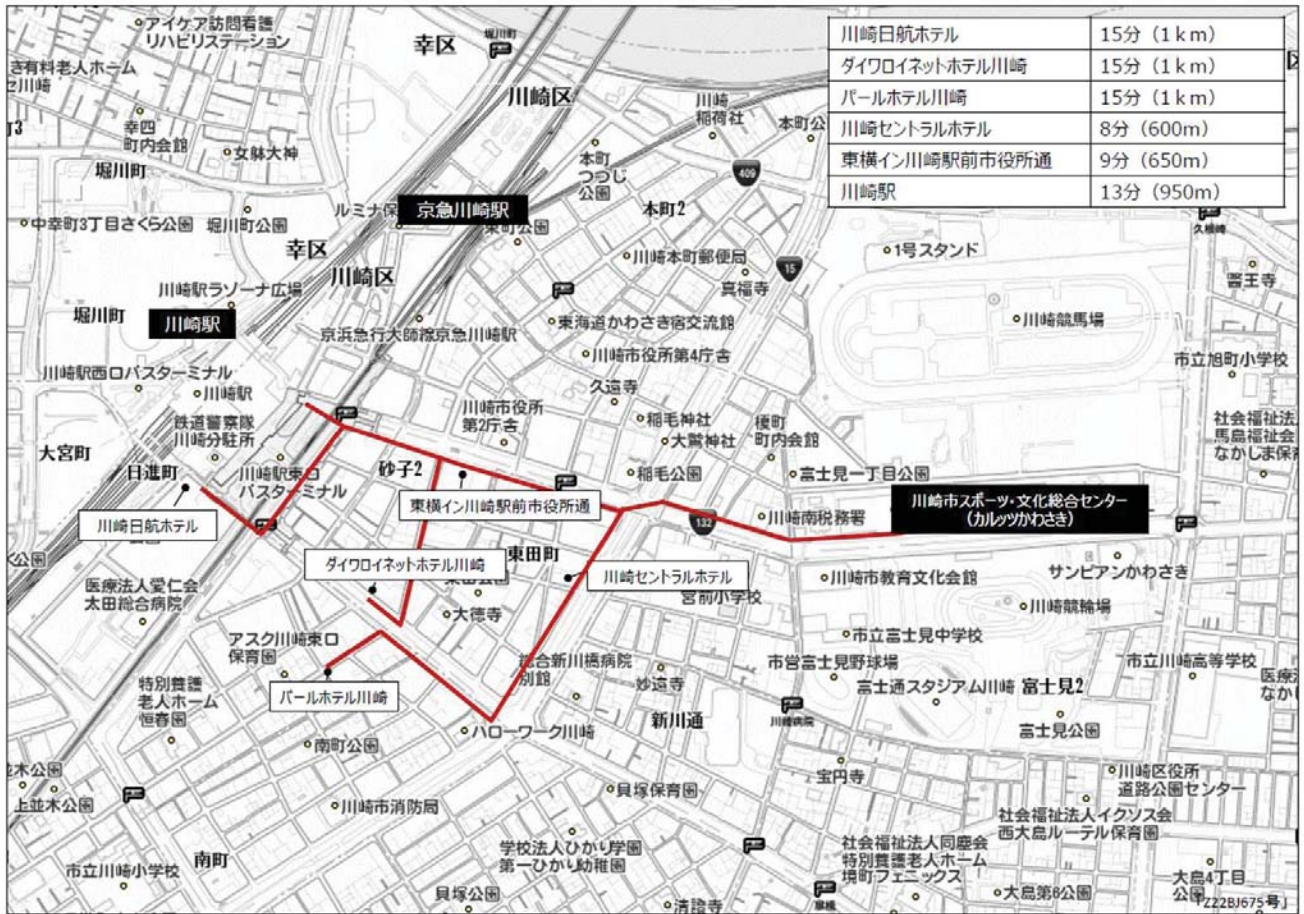 川崎日航ホテル 15分（1km）
ダイワロイネットホテル川崎 15分（1km）
パールホテル川崎 15分（1km）
川崎セントラルホテル 8分（600m）
東横イン川崎駅前市役所通 9分（650m）
川崎駅 13分（950m）
アイケア訪問看護
リハビリステーション
幸区
堀川町
き有料老人ホーム
セ川崎
川崎区
川崎
稲荷社
本町公
幸四
町内会館
女躰大神
堀川町
本町
つつじ
公園
409
ルミナ保
京急川崎駅
本町2
中幸町3丁目さくら公園
堀川町公園
東町公園
久根崎
幸区
川崎区
川崎本町郵便局
15
1号スタンド
真福寺
川崎駅ラゾーナ広場
堀川町
川崎駅
京浜急行大師線京急川崎駅
東海道かわさき宿交流館
川崎競馬場
川崎市役所第4庁舎
市立旭町小学校
川崎駅西口バスターミナル
川崎駅
久遠寺
川崎市役所
第2庁舎
稲毛神社
榎町
町内会館
社会福祉法人
馬島福祉会
なかしま保育
鉄道警察隊
川崎分駐所
大鷲神社
大宮町
日進町
川崎駅東口
バスターミナル
砂子2
稲毛公園
富士見一丁目公園
東横イン川崎駅前市役所通
川崎市スポーツ・文化総合センター
（カルッツかわさき）
川崎日航ホテル
132
川崎南税務署
ダイワロイネットホテル川崎
東田町
川崎セントラルホテル
サンピアンかわさき
川崎市教育文化会館
宮前小学校
医療法人愛仁会
太田総合病院
大徳寺
川崎競輪場
アスク川崎東口
保育園
市立富士見中学校
総合新川橋病院
別館
市営富士見野球場
市立川崎高等学校
特別養護
老人ホーム
恒春園
パールホテル川崎
妙遠寺
富士通スタジアム川崎
富士見2
新川通
川崎病院
富士見公園
ハローワーク川崎
南町公園
宝円寺
川崎区役所
道路公園センター
上並木公園
川崎市消防局
貝塚保育園
社会福祉法人イクソス会
西大島ルーテル保育園
学校法人ひかり学園
第一ひかり幼稚園
社会福祉法人同塵会
特別養護老人ホーム
境町フェニックス
市立川崎小学校
南町
貝塚公園
清證寺
大島第6公園
大島4丁目
公園
「Z22BJ675号」